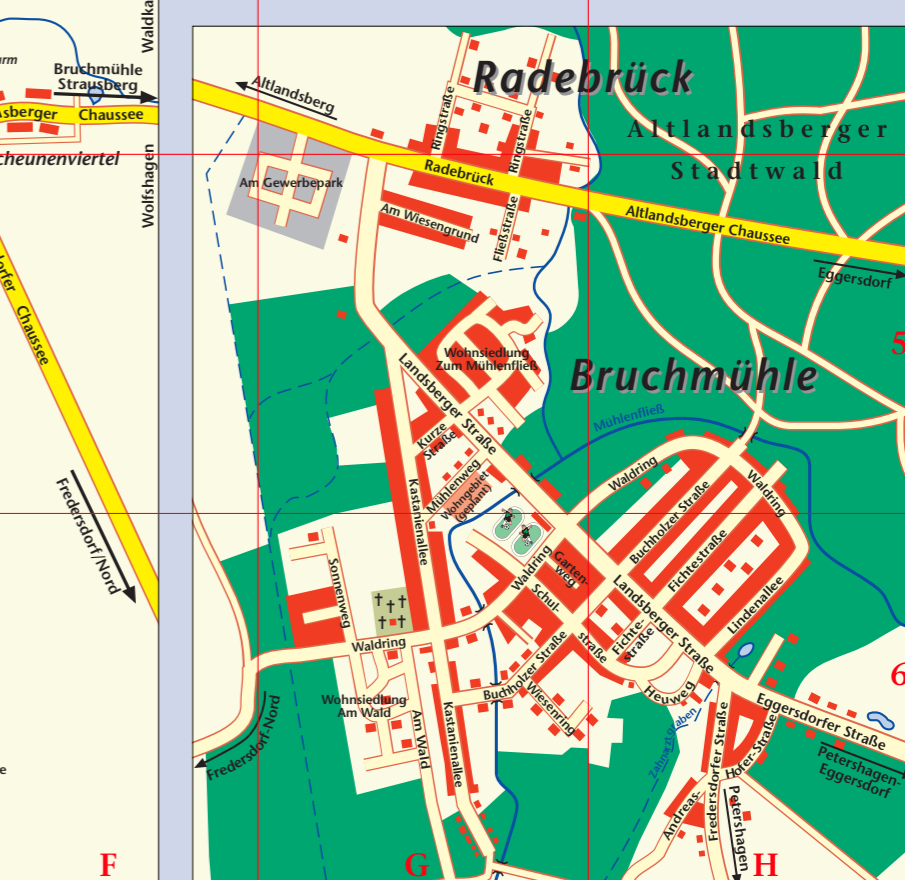 Waldka
Bruchmühle
Strausberg
sberger Chaussee
cheunenviertel
Wolfshagen
orfer Chaussee
Fredersdorf/Nord
F
Altlandsberg
Radebrück
Ringstraße
Ringstraße
Altlandsberger
Stadtwald
Am Gewerbepark
Radebrück
Am Wiesengrund
Fließstraße
Altlandsberger Chaussee
Eggersdorf
5
Wohnsiedlung
Zum Mühlenfließ
Bruchmühle
Landsberger Straße
Mühlenfließ
Kurze
Straße
Mühlenweg
Wohngebiet
(geplant)
Kastanienallee
Waldring
Buchholzer Straße
Waldring
Fichtestraße
Lindenallee
Sonnenweg
Waldring
Garten-
weg
Schul-
straße
Landsberger Straße
Fichte-
straße
Waldring
Buchholzer Straße
Wiesenring
Heuweg
6
Wohnsiedlung
Am Wald
Am Wald
Kastanienallee
Fredersdorf-Nord
Zahnarztgraben
Eggersdorfer Straße
Petershagen-
Eggersdorf
Fredersdorfer Straße
Andreas-
Hofer-Straße
Petershagen
G
H